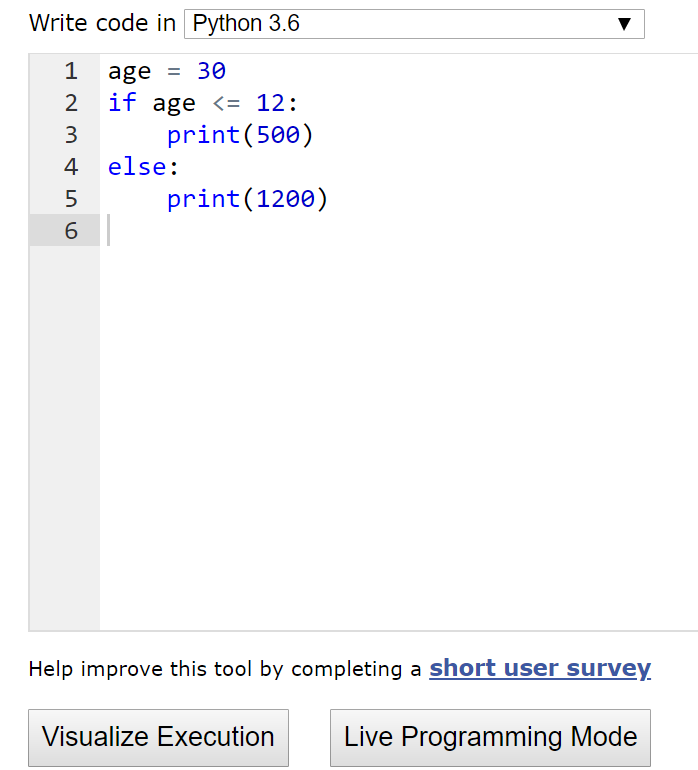 Write code in Python 3.6 ▼
1 age = 30
2 if age <= 12:
3     print(500)
4 else:
5     print(1200)
6
Help improve this tool by completing a short user survey
Visualize Execution Live Programming Mode